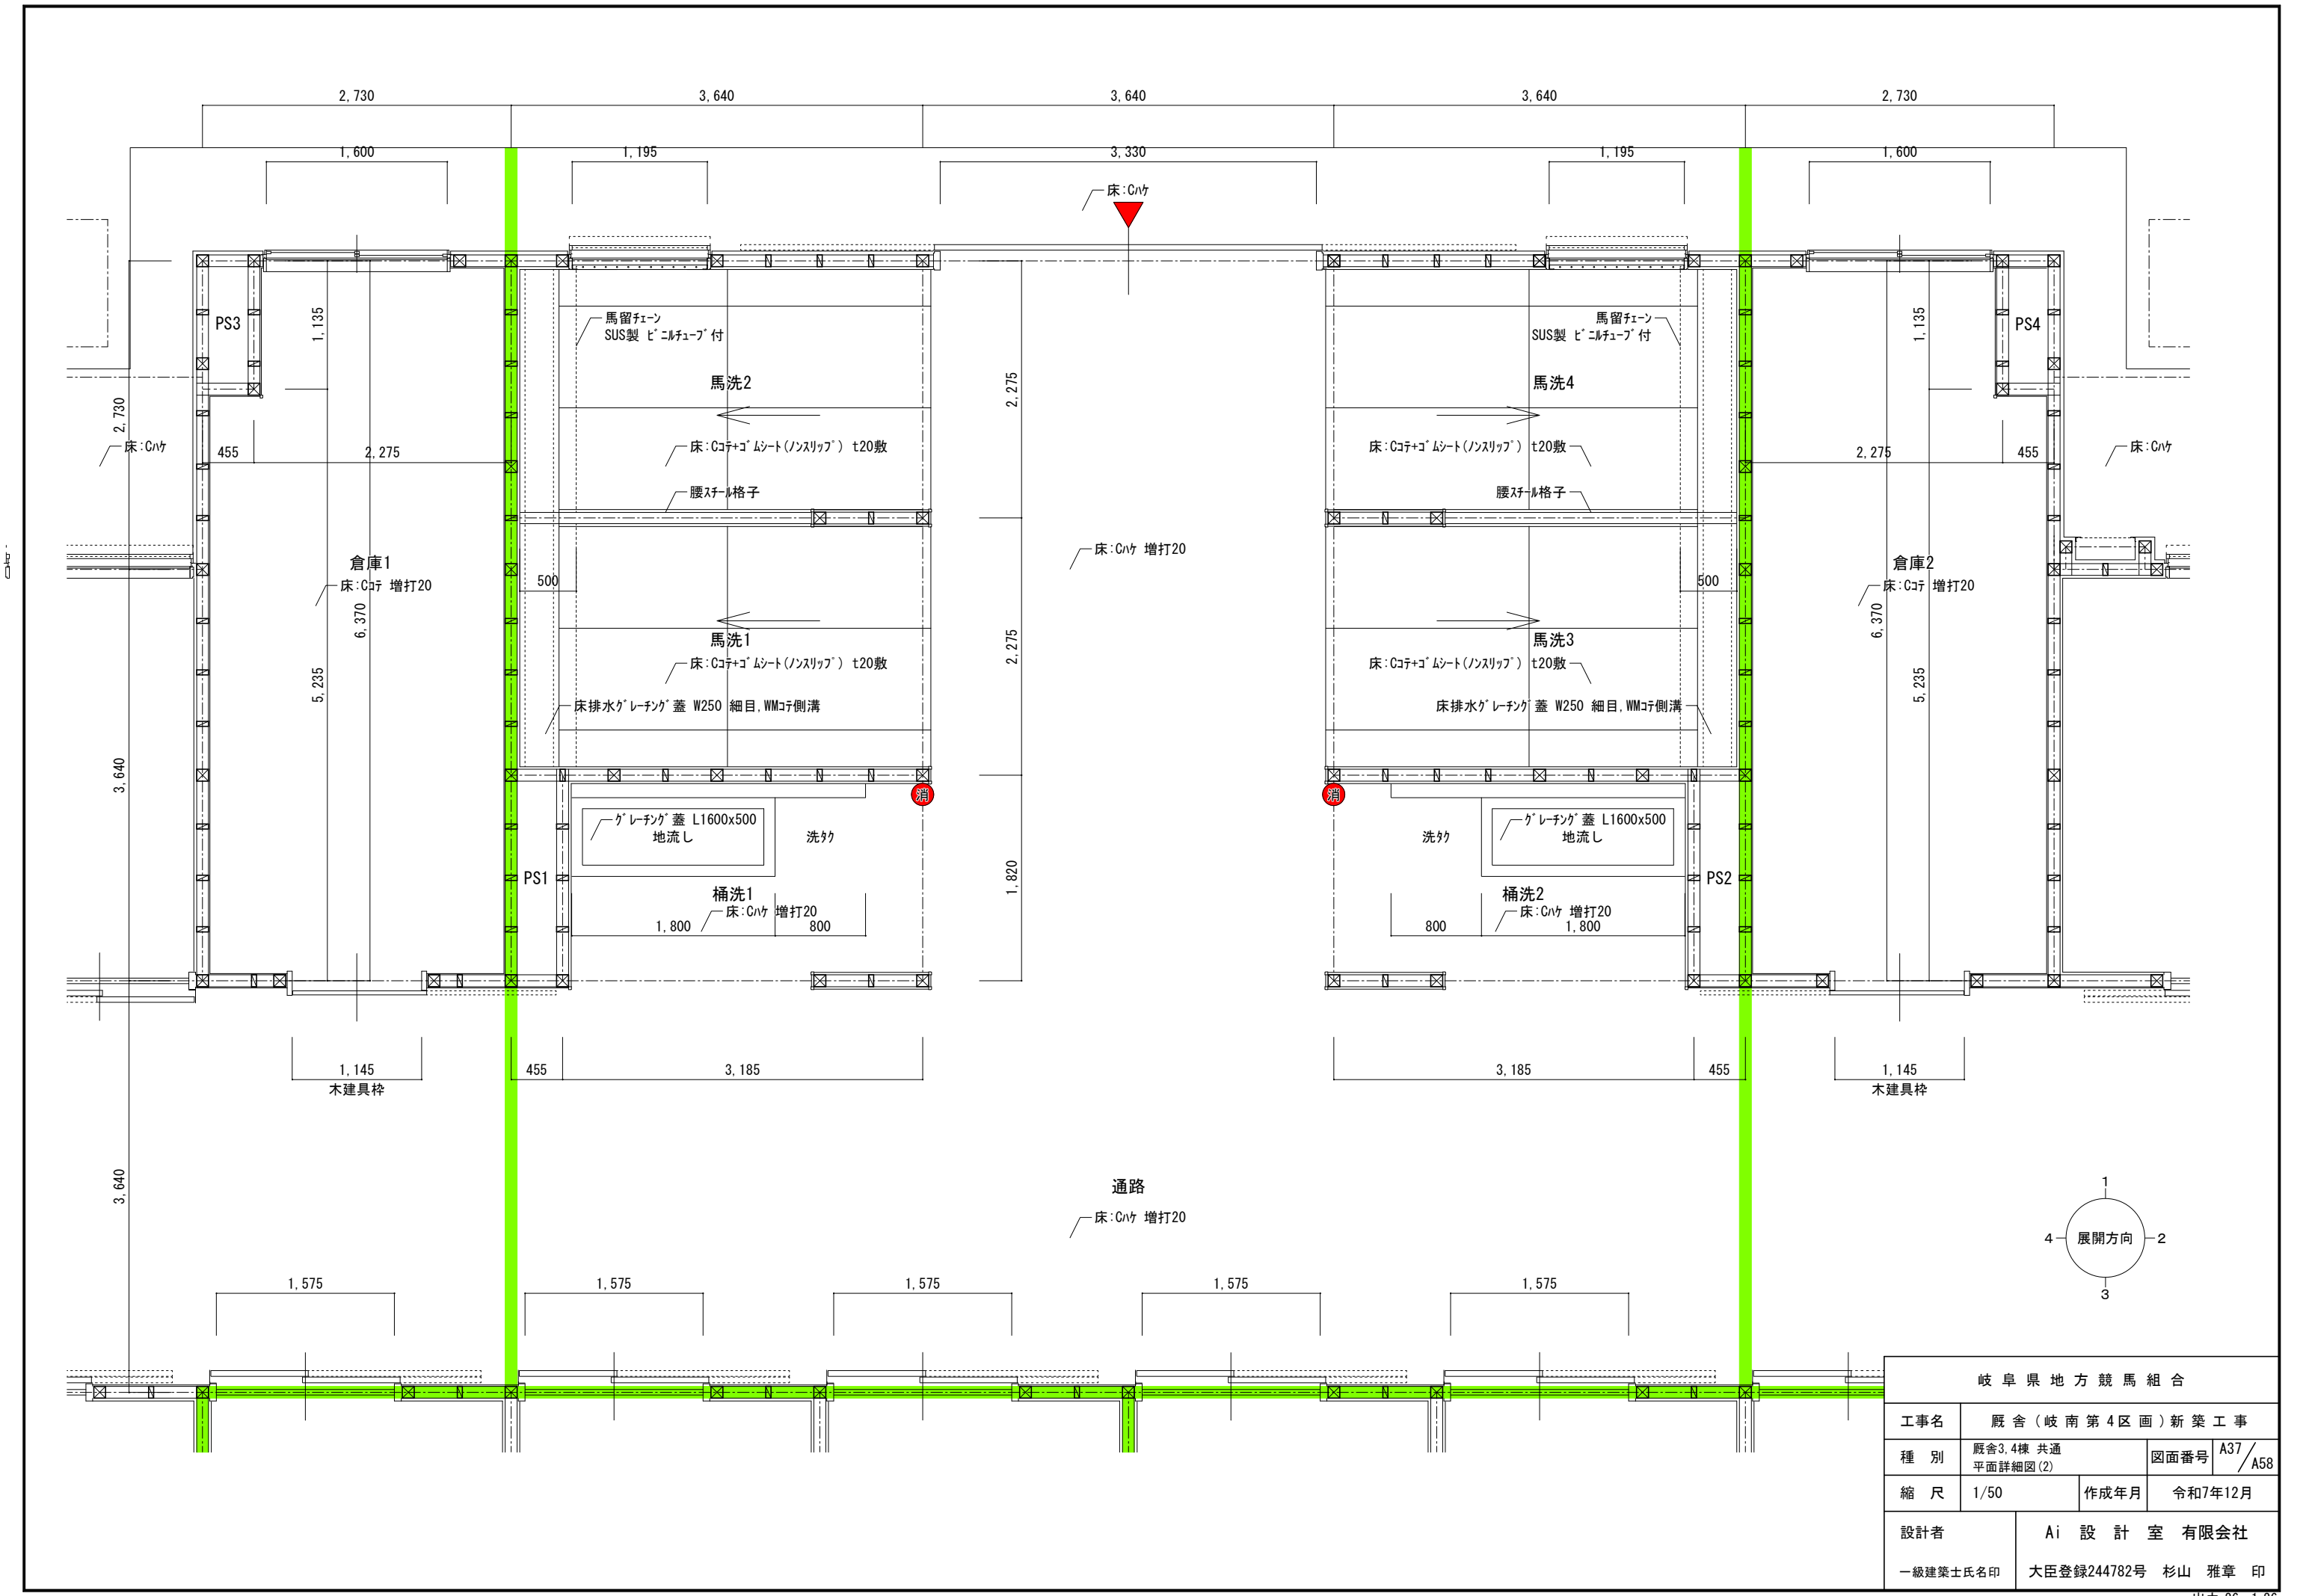 2,730
3,640
3,640
3,640
2,730
1,600
1,195
3,330
1,195
1,600
床:Cハケ
PS3
1,135
馬留チェーン
SUS製 ビニルチューブ付
馬留チェーン
SUS製 ビニルチューブ付
1,135
PS4
馬洗2
2,275
馬洗4
2,730
床:Cハケ
455
2,275
床:Cコテ+ゴムシート(ノンスリップ) t20敷
床:Cコテ+ゴムシート(ノンスリップ) t20敷
2,275
455
床:Cハケ
腰スチール格子
腰スチール格子
倉庫1
床:Cコテ 増打20
6,370
500
床:Cハケ 増打20
500
倉庫2
床:Cコテ 増打20
6,370
馬洗1
2,275
馬洗3
床:Cコテ+ゴムシート(ノンスリップ) t20敷
床:Cコテ+ゴムシート(ノンスリップ) t20敷
5,235
5,235
床排水グレーチング蓋 W250 細目,WMコテ側溝
床排水グレーチング蓋 W250 細目,WMコテ側溝
3,640
消
消
グレーチング蓋 L1600x500
地流し
洗タク
洗タク
グレーチング蓋 L1600x500
地流し
PS1
1,820
PS2
桶洗1
床:Cハケ 増打20
桶洗2
床:Cハケ 増打20
1,800
800
800
1,800
1,145
木建具枠
455
3,185
3,185
455
1,145
木建具枠
3,640
通路
床:Cハケ 増打20
1
4
展開方向
2
3
1,575
1,575
1,575
1,575
1,575
岐阜県地方競馬組合
工事名
厩舎(岐南第4区画)新築工事
種別
厩舎3,4棟 共通
平面詳細図(2)
図面番号
A37/A58
縮尺
1/50
作成年月
令和7年12月
設計者
Ai 設計室 有限会社
一級建築士氏名印
大臣登録244782号 杉山 雅章 印